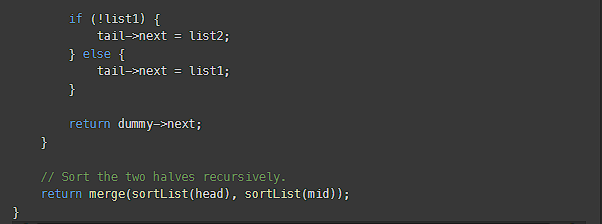 if (!list1) {
tail->next = list2;
} else {
tail->next = list1;
}
return dummy->next;
}
// Sort the two halves recursively.
return merge(sortList(head), sortList(mid));
}